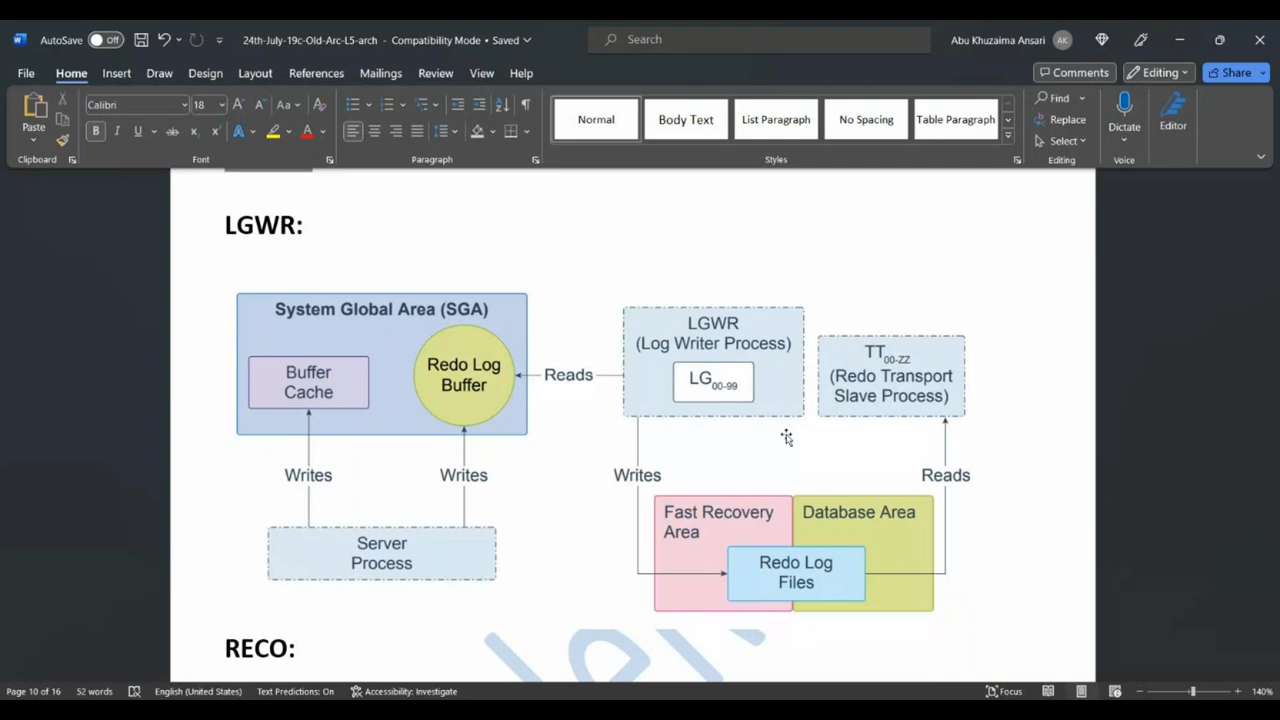 AutoSave Off 24th-July-19c-Old-Arc-L5-arch - Compatibility Mode • Saved Search Abu Khuzaima Ansari AK
File Home Insert Draw Design Layout References Mailings Review View Help Comments Editing Share
Paste Calibri 18 Normal Body Text List Paragraph No Spacing Table Paragraph Find Replace Select Dictate Editor
Clipboard Font Paragraph Styles Editing Voice
LGWR:
System Global Area (SGA)
Buffer
Cache
Redo Log
Buffer
Reads
LGWR
(Log Writer Process)
LG00-99
TT00-ZZ
(Redo Transport
Slave Process)
Writes
Writes
Writes
Reads
Server
Process
Fast Recovery
Area
Database Area
Redo Log
Files
RECO:
Page 10 of 16 52 words English (United States) Text Predictions: On Accessibility: Investigate Focus 140%